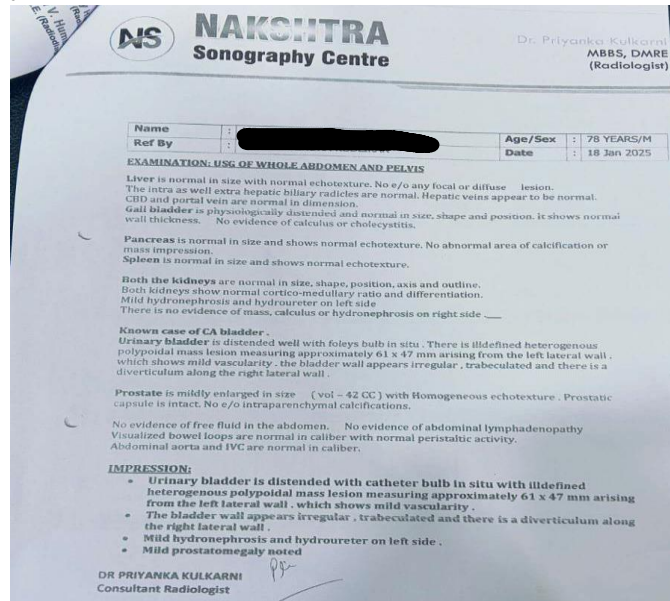 V. Hum
E. (Radiodi
NS
NAKSHTRA
Sonography Centre
Dr. Priyanka Kulkarni
MBBS, DMRE
(Radiologist)
Name :
Ref By :
Age/Sex : 78 YEARS/M
Date : 18 Jan 2025
EXAMINATION: USG OF WHOLE ABDOMEN AND PELVIS
Liver is normal in size with normal echotexture. No e/o any focal or diffuse lesion.
The intra as well extra hepatic biliary radicles are normal. Hepatic veins appear to be normal.
CBD and portal vein are normal in dimension.
Gall bladder is physiologically distended and normal in size, shape and position. it shows normal
wall thickness. No evidence of calculus or cholecystitis.
Pancreas is normal in size and shows normal echotexture. No abnormal area of calcification or
mass impression.
Spleen is normal in size and shows normal echotexture.
Both the kidneys are normal in size, shape, position, axis and outline.
Both kidneys show normal cortico-medullary ratio and differentiation.
Mild hydronephrosis and hydroureter on left side
There is no evidence of mass, calculus or hydronephrosis on right side .
Known case of CA bladder .
Urinary bladder is distended well with foleys bulb in situ . There is illdefined heterogenous
polypoidal mass lesion measuring approximately 61 x 47 mm arising from the left lateral wall .
which shows mild vascularity . the bladder wall appears irregular , trabeculated and there is a
diverticulum along the right lateral wall .
Prostate is mildly enlarged in size ( vol – 42 CC ) with Homogeneous echotexture . Prostatic
capsule is intact. No e/o intraparenchymal calcifications.
No evidence of free fluid in the abdomen. No evidence of abdominal lymphadenopathy
Visualized bowel loops are normal in caliber with normal peristaltic activity.
Abdominal aorta and IVC are normal in caliber.
IMPRESSION:
• Urinary bladder is distended with catheter bulb in situ with illdefined
heterogenous polypoidal mass lesion measuring approximately 61 x 47 mm arising
from the left lateral wall . which shows mild vascularity .
• The bladder wall appears irregular , trabeculated and there is a diverticulum along
the right lateral wall .
• Mild hydronephrosis and hydroureter on left side .
• Mild prostatomegaly noted
DR PRIYANKA KULKARNI
Consultant Radiologist